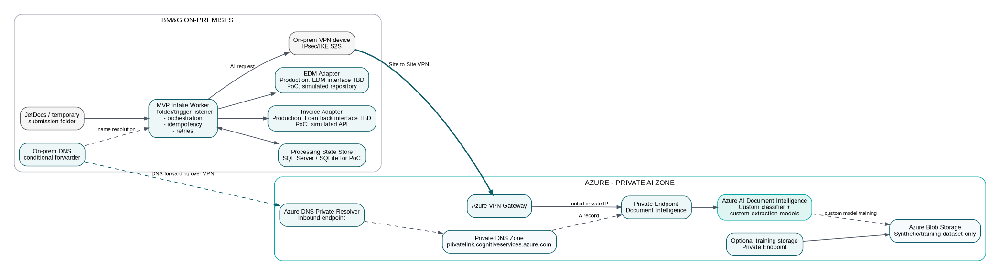 BM&G ON-PREMISES
On-prem VPN device
IPsec/IKE S2S
AI request
Site-to-Site VPN
EDM Adapter
Production: EDM interface TBD
PoC: simulated repository
JetDocs / temporary
submission folder
MVP Intake Worker
- folder/trigger listener
- orchestration
- idempotency
- retries
Invoice Adapter
Production: LoanTrack interface TBD
PoC: simulated API
name resolution
On-prem DNS
conditional forwarder
Processing State Store
SQL Server / SQLite for PoC
DNS forwarding over VPN
AZURE - PRIVATE AI ZONE
Azure DNS Private Resolver
Inbound endpoint
Azure VPN Gateway
routed private IP
A record
Private Endpoint
Document Intelligence
Azure AI Document Intelligence
Custom classifier +
custom extraction models
custom model training
Private DNS Zone
privatelink.cognitiveservices.azure.com
Optional training storage
Private Endpoint
Azure Blob Storage
Synthetic/training dataset only